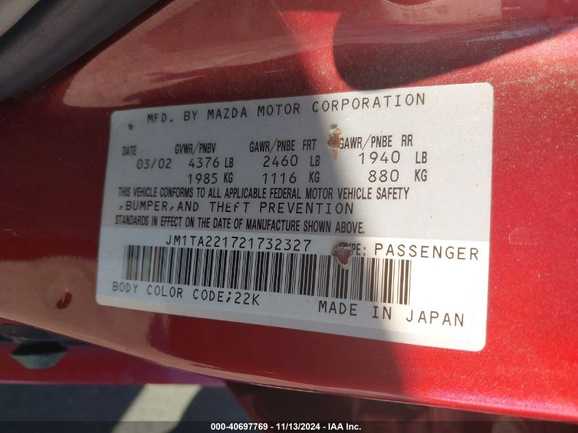 MFD. BY MAZDA MOTOR CORPORATION
DATE GVWR/PNBV GAWR/PNBE FRT GAWR/PNBE RR
03/02 4376 LB 2460 LB 1940 LB
1985 KG 1116 KG 880 KG
THIS VEHICLE CONFORMS TO ALL APPLICABLE FEDERAL MOTOR VEHICLE SAFETY
,BUMPER,AND THEFT PREVENTION
STANDARDS IN EFFECT ON THE DATE OF MANUFACTURE SHOWN ABOVE.
JM1TA221721732327 TYPE: PASSENGER
BODY COLOR CODE;22K
MADE IN JAPAN
© STOCK# - 40697769 - 11/13/2024 - © IAA Inc.